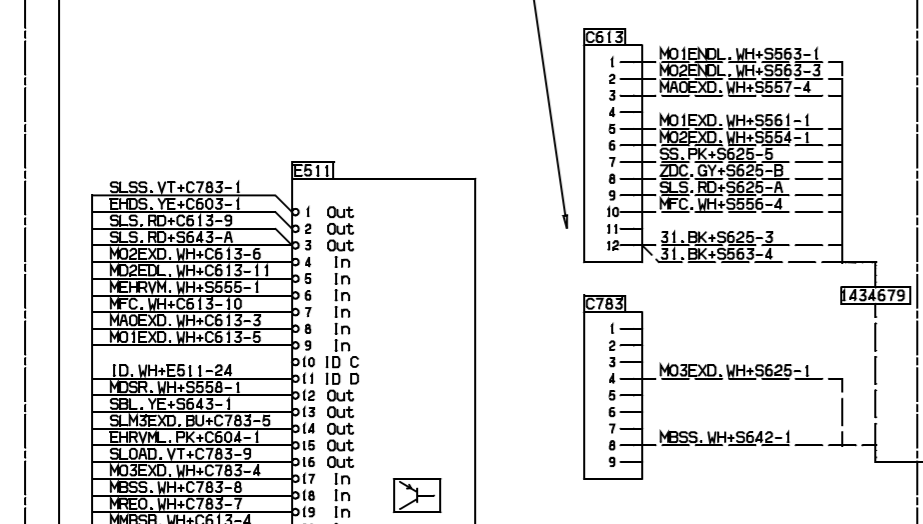 C613
1 MO1ENDL.WH+S563-1
2 MO2ENDL.WH+S563-3
3 MAOEXD.WH+S557-4
4
5 MO1EXD.WH+S561-1
6 MO2EXD.WH+S554-1
7 SS.PK+S625-5
8 ZDC.GY+S625-B
9 SLS.RD+S625-A
10 MFC.WH+S556-4
11
12 31.BK+S625-3
31.BK+S563-4
1434679
C783
1
2
3
4 MO3EXD.WH+S625-1
5
6
7
8 MBSS.WH+S642-1
9
E511
SLSS.VT+C783-1 1 Out
EHDS.YE+C603-1 2 Out
SLS.RD+C613-9 3 Out
SLS.RD+S643-A
MO2EXD.WH+C613-6 4 In
MO2EDL.WH+C613-11 5 In
MEHRVM.WH+S555-1 6 In
MFC.WH+C613-10 7 In
MAOEXD.WH+C613-3 8 In
MO1EXD.WH+C613-5 9 In
10 ID C
ID.WH+E511-24 11 ID D
MDSR.WH+S558-1 12 Out
SBL.YE+S643-1 13 Out
SLM3EXD.BU+C783-5 14 Out
EHRVML.PK+C604-1 15 Out
SLOAD.VT+C783-9 16 Out
MO3EXD.WH+C783-4 17 In
MBSS.WH+C783-8 18 In
MREO.WH+C783-7 19 In
MMBSB.WH+C613-4